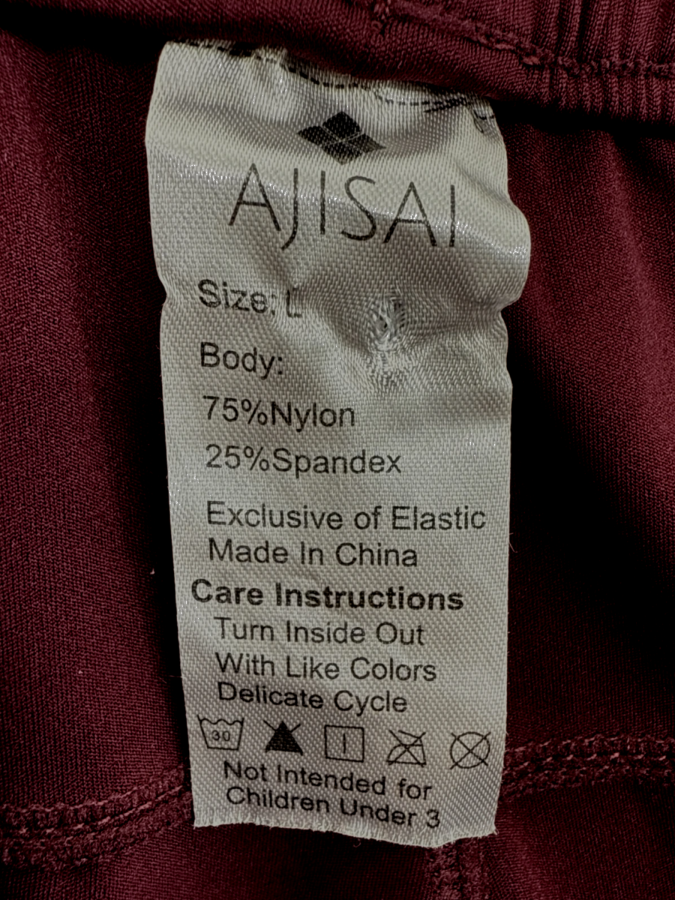 AJISAI
Size: L
Body:
75%Nylon
25%Spandex
Exclusive of Elastic
Made In China
Care Instructions
Turn Inside Out
With Like Colors
Delicate Cycle
30
Not Intended for
Children Under 3